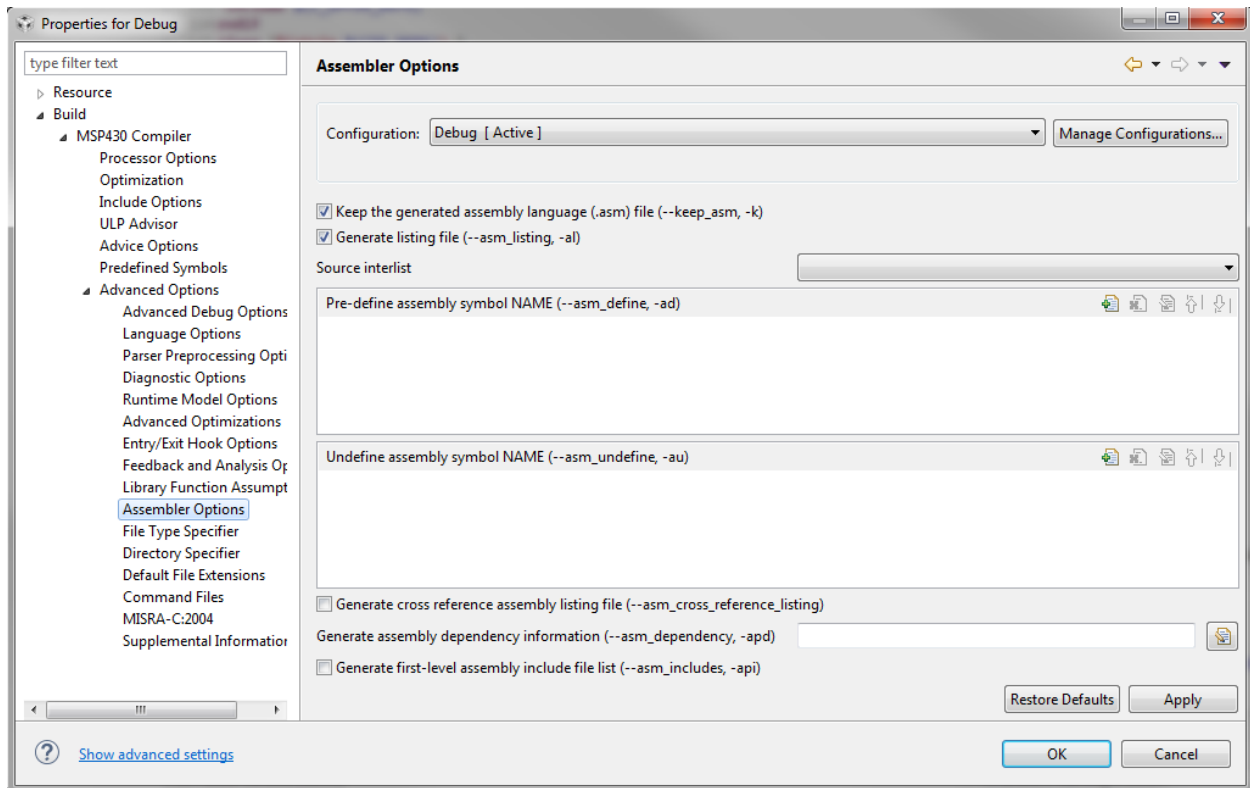 Properties for Debug
type filter text
Resource
Build
MSP430 Compiler
Processor Options
Optimization
Include Options
ULP Advisor
Advice Options
Predefined Symbols
Advanced Options
Advanced Debug Options
Language Options
Parser Preprocessing Opti
Diagnostic Options
Runtime Model Options
Advanced Optimizations
Entry/Exit Hook Options
Feedback and Analysis Op
Library Function Assumpt
Assembler Options
File Type Specifier
Directory Specifier
Default File Extensions
Command Files
MISRA-C:2004
Supplemental Information
Assembler Options
Configuration: Debug [ Active ] Manage Configurations...
Keep the generated assembly language (.asm) file (--keep_asm, -k)
Generate listing file (--asm_listing, -al)
Source interlist
Pre-define assembly symbol NAME (--asm_define, -ad)
Undefine assembly symbol NAME (--asm_undefine, -au)
Generate cross reference assembly listing file (--asm_cross_reference_listing)
Generate assembly dependency information (--asm_dependency, -apd)
Generate first-level assembly include file list (--asm_includes, -api)
Restore Defaults Apply
Show advanced settings
OK Cancel